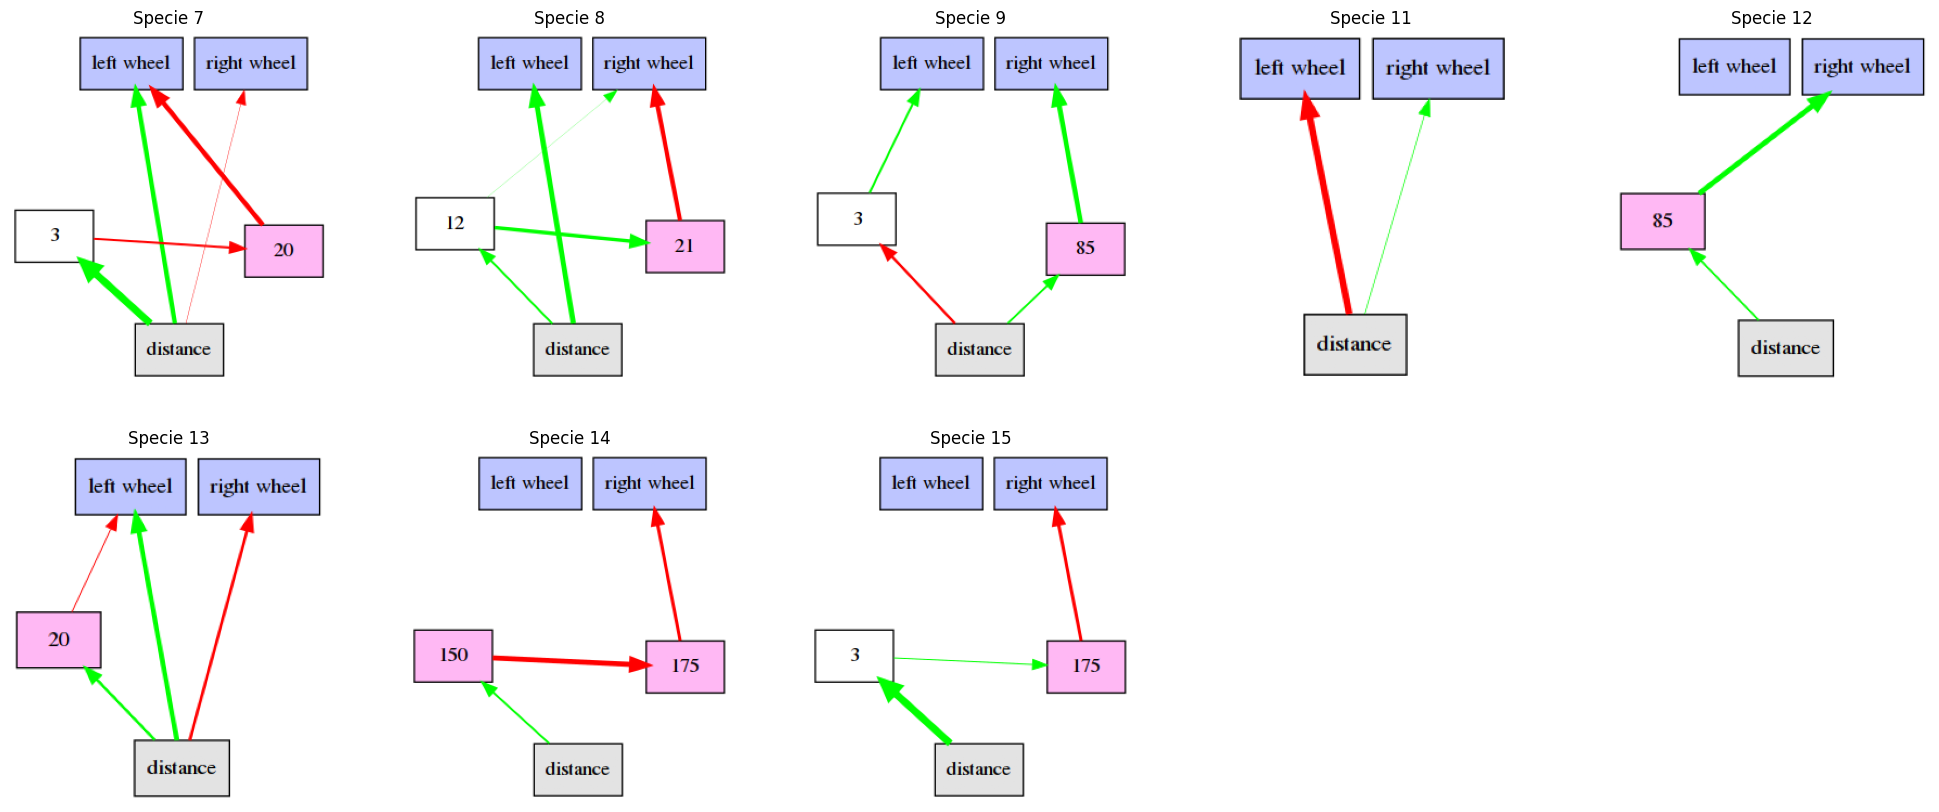 Specie 7
left wheel
right wheel
3
20
distance
Specie 8
left wheel
right wheel
12
21
distance
Specie 9
left wheel
right wheel
3
85
distance
Specie 11
left wheel
right wheel
distance
Specie 12
left wheel
right wheel
85
distance
Specie 13
left wheel
right wheel
20
distance
Specie 14
left wheel
right wheel
150
175
distance
Specie 15
left wheel
right wheel
3
175
distance